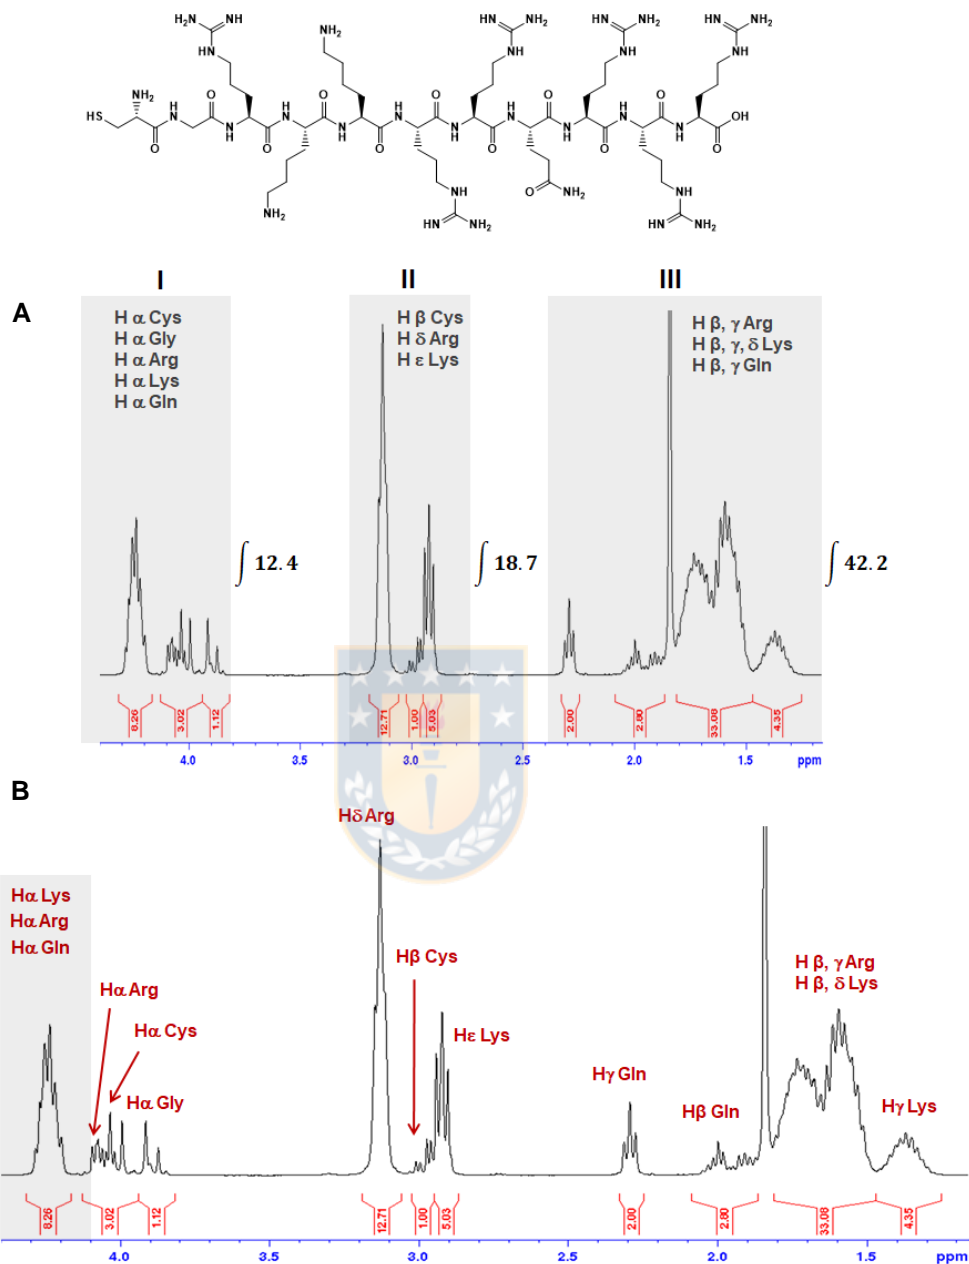 H₂N NH NH NH₂ NH NH₂ NH NH₂
HN NH₂ HN HN HN
NH₂ O H O H O H O H O H O
HS N N N N N OH
O N O N O N O N O N O
H H H H H
NH O NH₂ NH
NH₂ HN NH₂ HN NH₂
I II III
A
H α Cys
H α Gly
H α Arg
H α Lys
H α Gln
H β Cys
H δ Arg
H ε Lys
H β, γ Arg
H β, γ, δ Lys
H β, γ Gln
∫ 12.4
∫ 18.7
∫ 42.2
8.26 3.02 1.12 12.71 1.00 5.03 2.00 2.80 33.08 4.35
4.0 3.5 3.0 2.5 2.0 1.5 ppm
B
Hδ Arg
Hα Lys
Hα Arg
Hα Gln
Hα Arg
Hα Cys
Hα Gly
Hβ Cys
Hε Lys
Hγ Gln
Hβ Gln
H β, γ Arg
H β, δ Lys
Hγ Lys
8.26 3.02 1.12 12.71 1.00 5.03 2.00 2.80 33.08 4.35
4.0 3.5 3.0 2.5 2.0 1.5 ppm